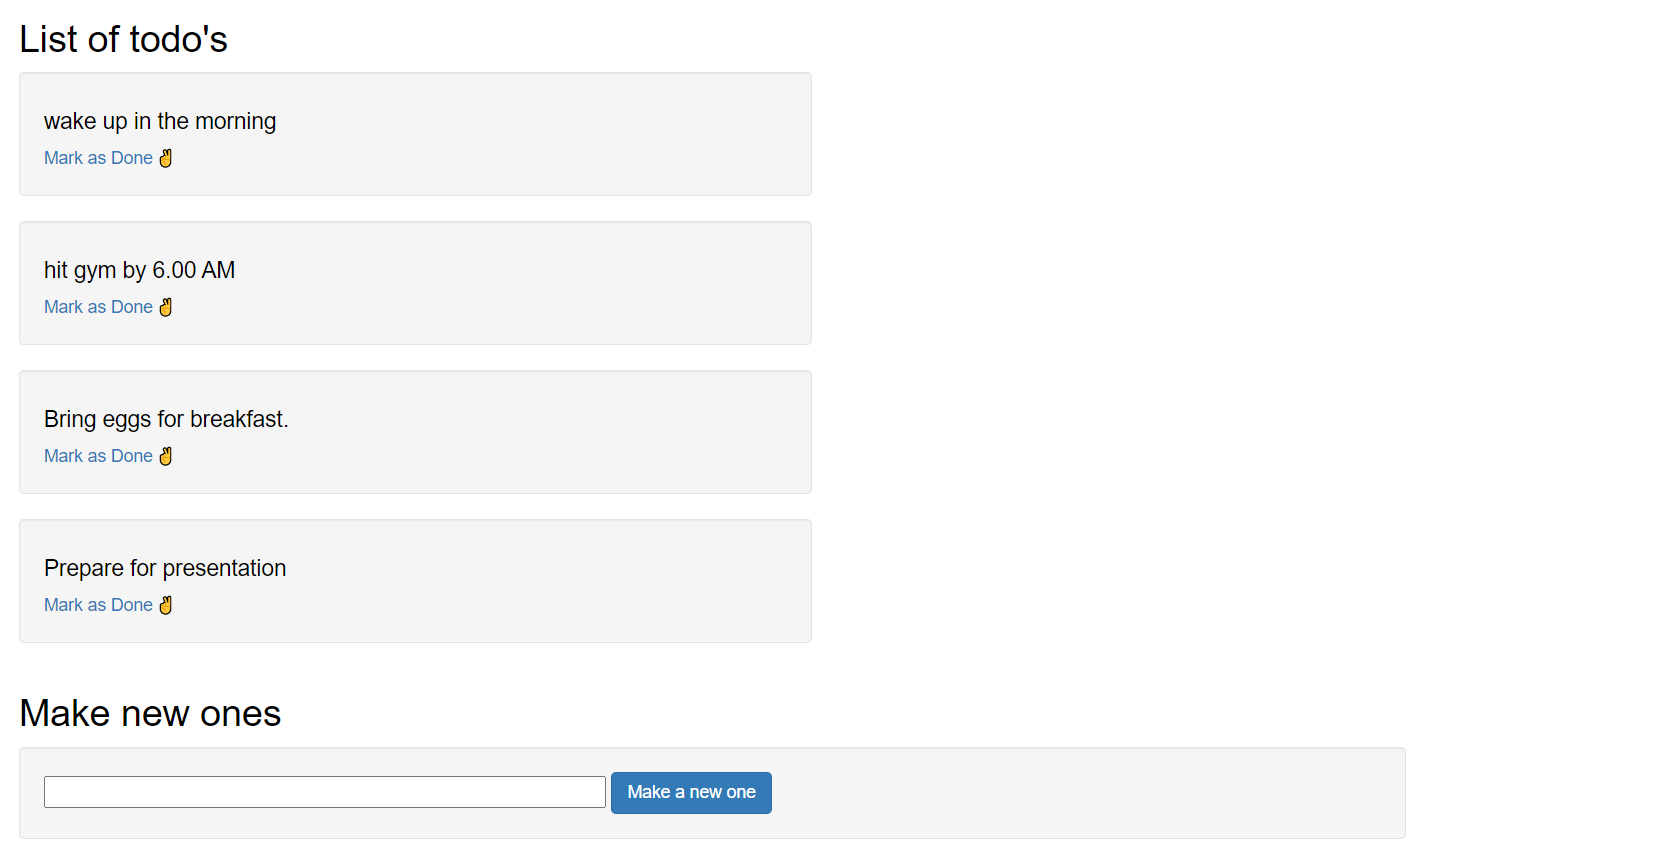 List of todo's
wake up in the morning
Mark as Done ✌
hit gym by 6.00 AM
Mark as Done ✌
Bring eggs for breakfast.
Mark as Done ✌
Prepare for presentation
Mark as Done ✌
Make new ones
Make a new one